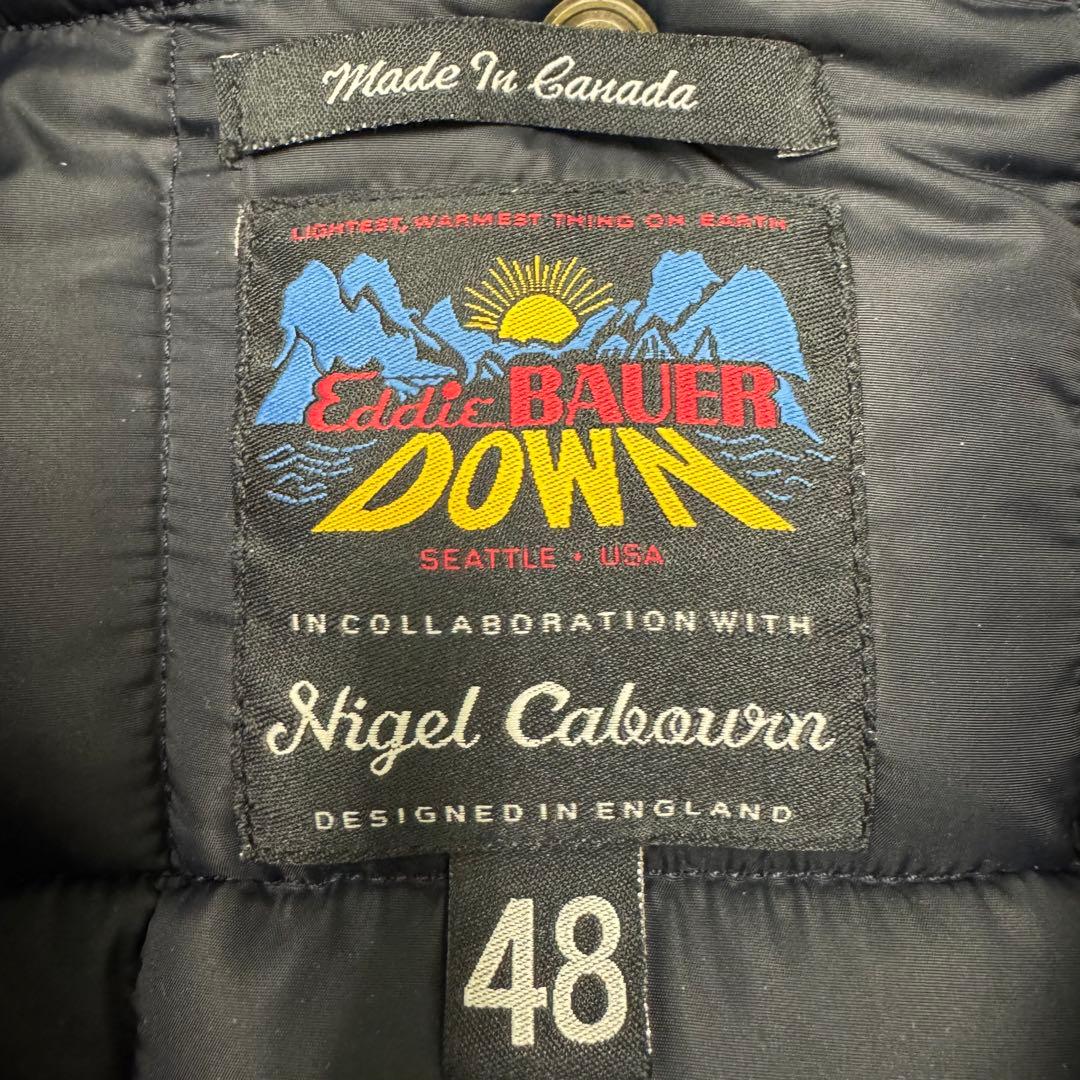 Made In Canada
LIGHTEST, WARMEST THING ON EARTH
Eddie BAUER
DOWN
SEATTLE • USA
IN COLLABORATION WITH
Nigel Cabourn
DESIGNED IN ENGLAND
48